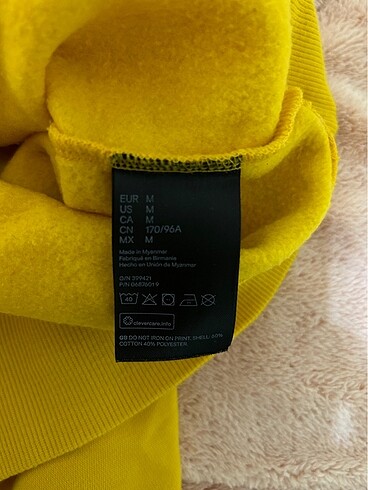 EUR M
US M
CA M
CN 170/96A
MX M
Made in Myanmar
Fabriqué en Birmanie
Hecho en Unión de Myanmar
40
clevercare.info
GB DO NOT IRON ON PRINT, SHELL: 60%
COTTON 40% POLYESTER